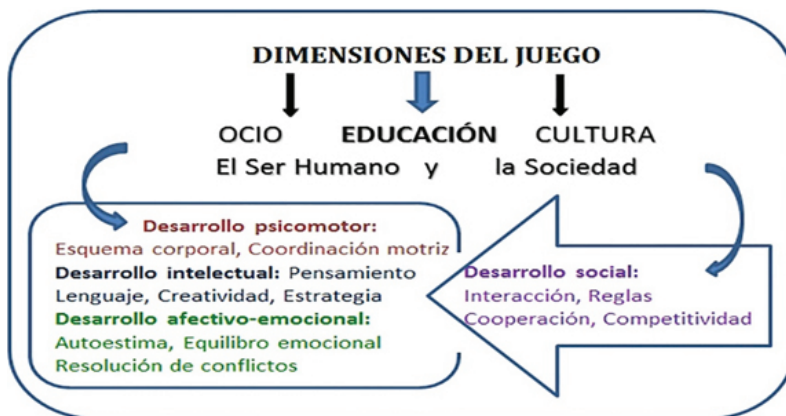 DIMENSIONES DEL JUEGO
OCIO EDUCACIÓN CULTURA
El Ser Humano y la Sociedad
Desarrollo psicomotor:
Esquema corporal, Coordinación motriz
Desarrollo intelectual: Pensamiento
Lenguaje, Creatividad, Estrategia
Desarrollo afectivo-emocional:
Autoestima, Equilibro emocional
Resolución de conflictos
Desarrollo social:
Interacción, Reglas
Cooperación, Competitividad